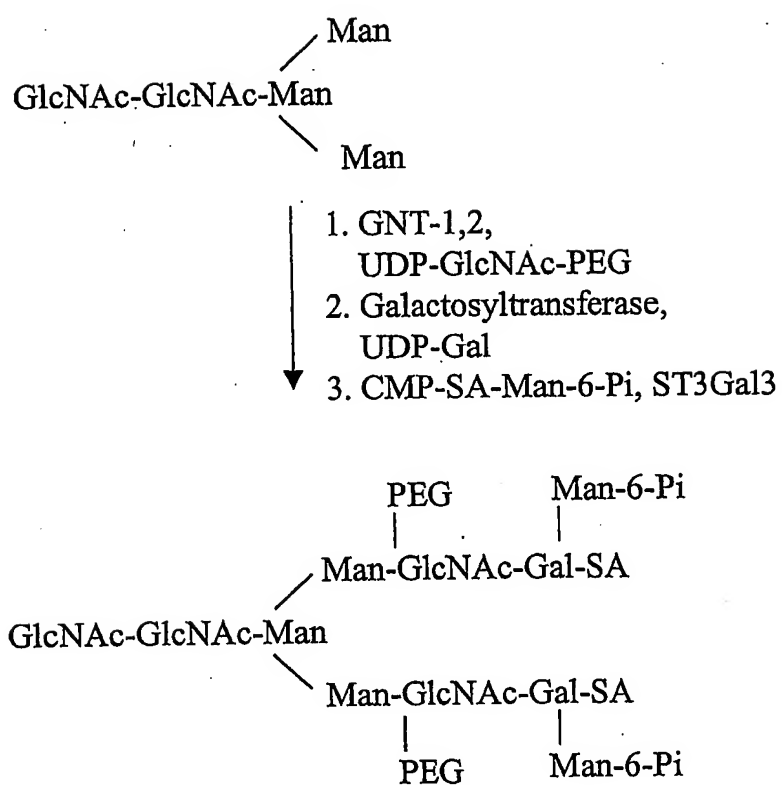 Man
GlcNAc-GlcNAc-Man
Man
1. GNT-1,2,
UDP-GlcNAc-PEG
2. Galactosyltransferase,
UDP-Gal
3. CMP-SA-Man-6-Pi, ST3Gal3
PEG Man-6-Pi
Man-GlcNAc-Gal-SA
GlcNAc-GlcNAc-Man
Man-GlcNAc-Gal-SA
PEG Man-6-Pi